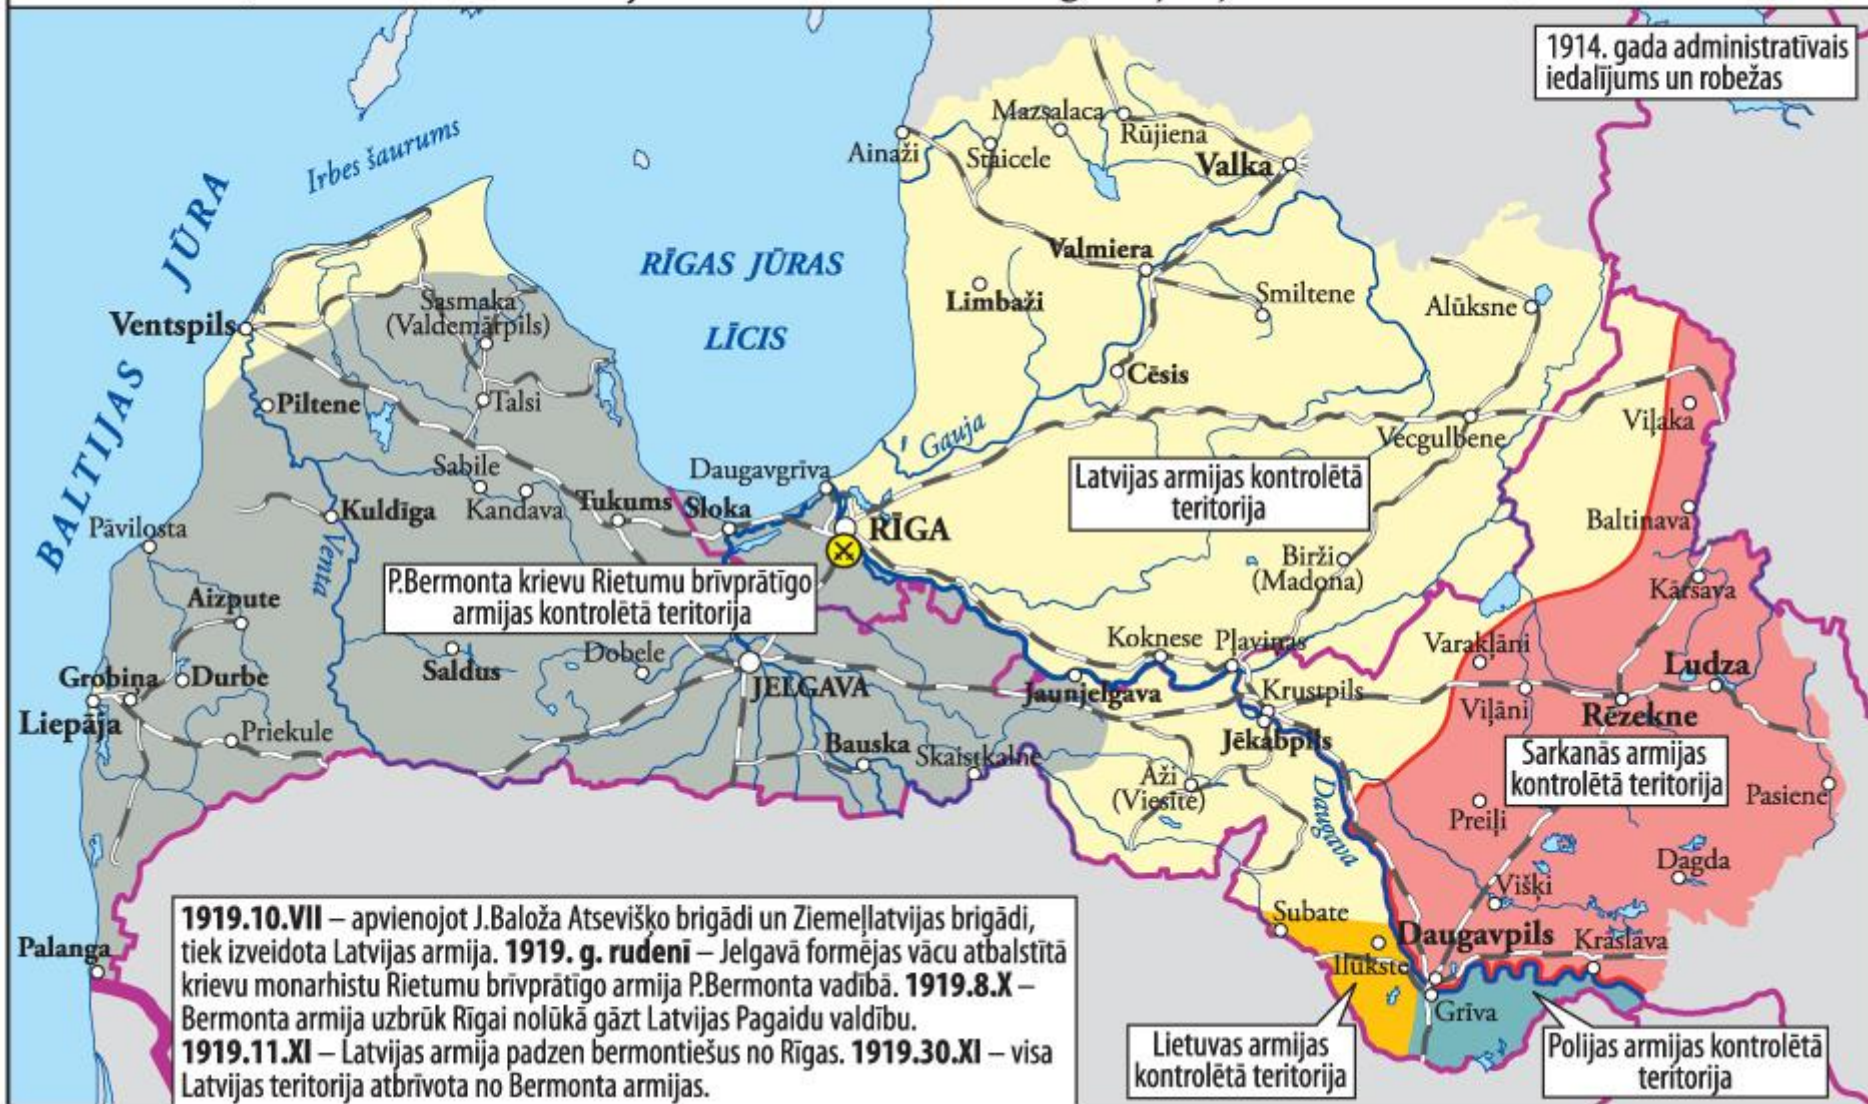 1914. gada administratīvais
iedalījums un robežas
Irbes šaurums
BALTIJAS JŪRA
RĪGAS JŪRAS
LĪCIS
Mazsalaca
Rūjiena
Ainaži
Staicele
Valka
Valmiera
Limbaži
Smiltene
Alūksne
Ventspils
Sasmaka
(Valdemārpils)
Cēsis
Piltene
Talsi
Viļaka
Gauja
Vecgulbene
Sabile
Daugavgrīva
Latvijas armijas kontrolētā
teritorija
Kuldīga
Kandava
Tukums
Sloka
Pāvilosta
RĪGA
Baltinava
Venta
Birži
(Madona)
P.Bermonta krievu Rietumu brīvprātīgo
armijas kontrolētā teritorija
Kārsava
Aizpute
Koknese
Pļaviņas
Varakļāni
Saldus
Dobele
Ludza
Grobiņa
Durbe
JELGAVA
Jaunjelgava
Krustpils
Viļāni
Rēzekne
Liepāja
Priekule
Bauska
Skaistkalne
Jēkabpils
Sarkanās armijas
kontrolētā teritorija
Aži
(Viesīte)
Daugava
Preiļi
Pasiene
Dagda
Višķi
1919.10.VII – apvienojot J.Baloža Atsevišķo brigādi un Ziemeļlatvijas brigādi,
tiek izveidota Latvijas armija. 1919. g. rudenī – Jelgavā formējas vācu atbalstītā
krievu monarhistu Rietumu brīvprātīgo armija P.Bermonta vadībā. 1919.8.X –
Bermonta armija uzbrūk Rīgai nolūkā gāzt Latvijas Pagaidu valdību.
1919.11.XI – Latvijas armija padzen bermontiešus no Rīgas. 1919.30.XI – visa
Latvijas teritorija atbrīvota no Bermonta armijas.
Subate
Palanga
Daugavpils
Krāslava
Ilūkste
Grīva
Lietuvas armijas
kontrolētā teritorija
Polijas armijas kontrolētā
teritorija